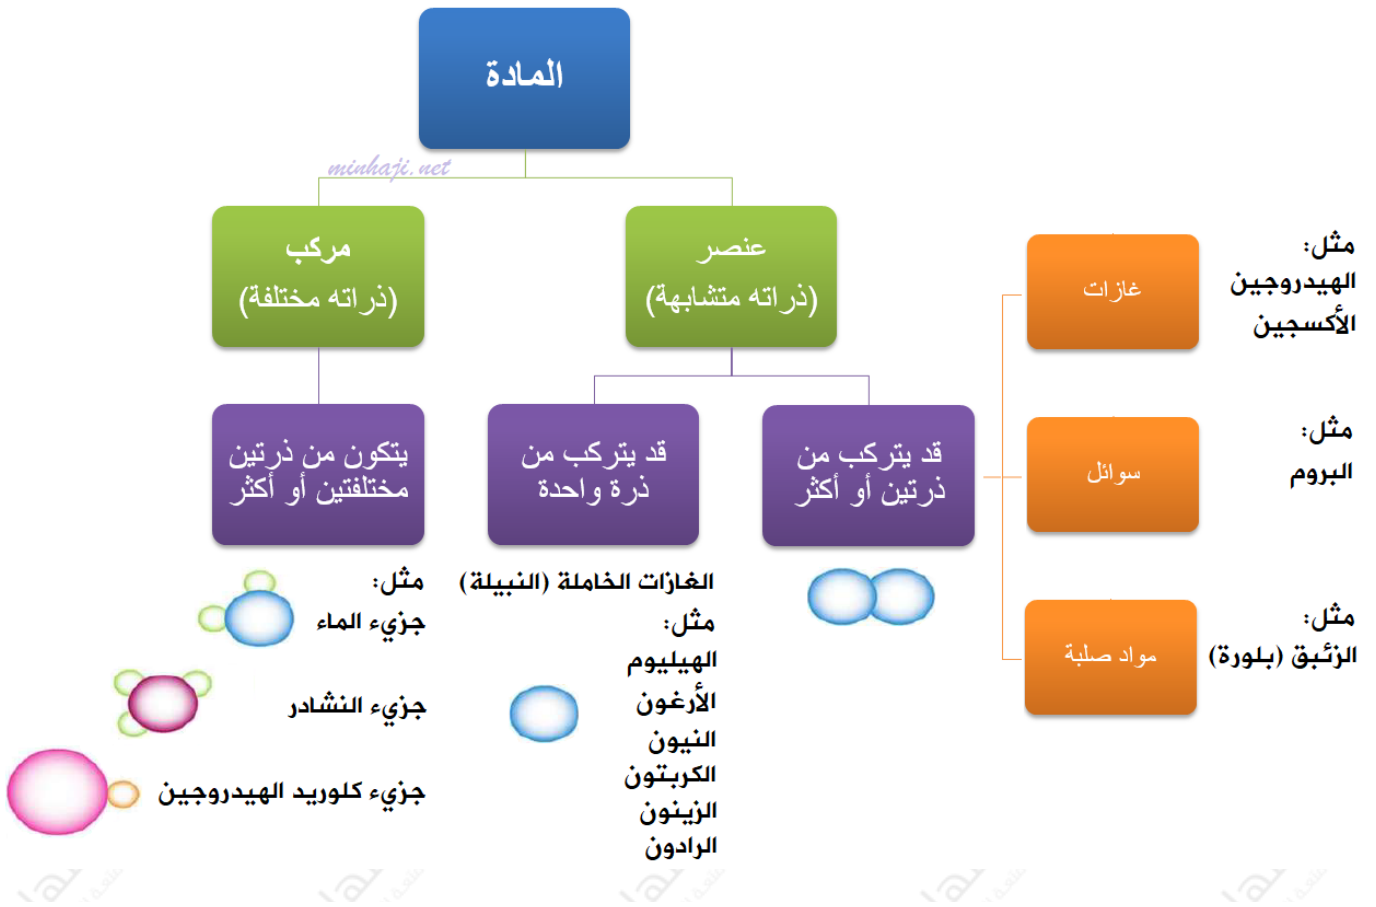 المادة
minhaji.net
عنصر
(ذراته متشابهة)
مركب
(ذراته مختلفة)
غازات
مثل:
الهيدروجين
الأكسجين
قد يتركب من
ذرتين أو أكثر
قد يتركب من
ذرة واحدة
يتكون من ذرتين
مختلفتين أو أكثر
سوائل
مثل:
البروم
مواد صلبة
مثل:
الزئبق (بلورة)
الغازات الخاملة (النبيلة)
مثل:
الهيليوم
الأرغون
النيون
الكربتون
الزينون
الرادون
مثل:
جزيء الماء
جزيء النشادر
جزيء كلوريد الهيدروجين